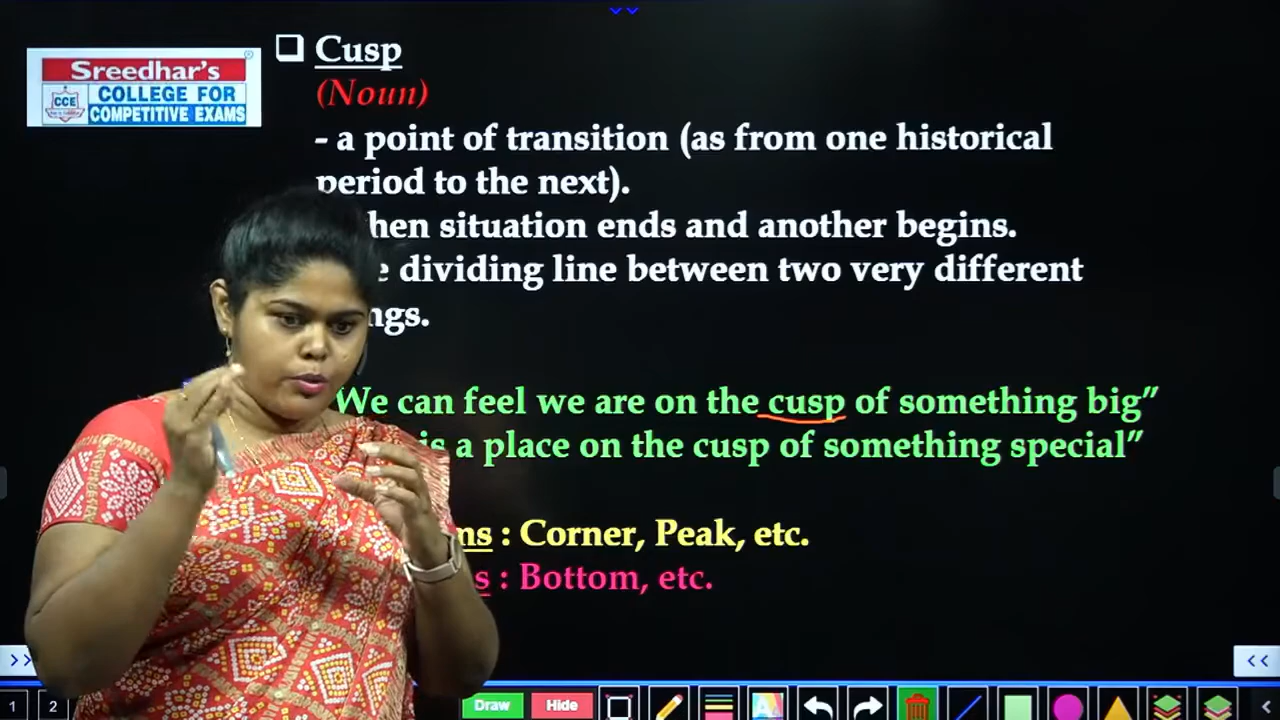 Cusp
Sreedhar's
COLLEGE FOR
CCE
COMPETITIVE EXAMS
(Noun)
- a point of transition (as from one historical
period to the next).
situation ends and another begins.
dividing line between two very different
We can feel we are on the cusp of something big”
is a place on the cusp of something special”
: Corner, Peak, etc.
: Bottom, etc.
>>
<<
1
2
Draw
Hide